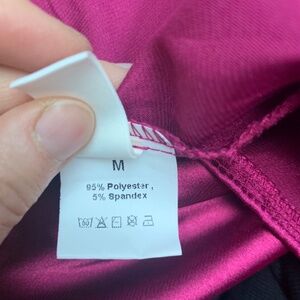 M
95% Polyester ,
5% Spandex